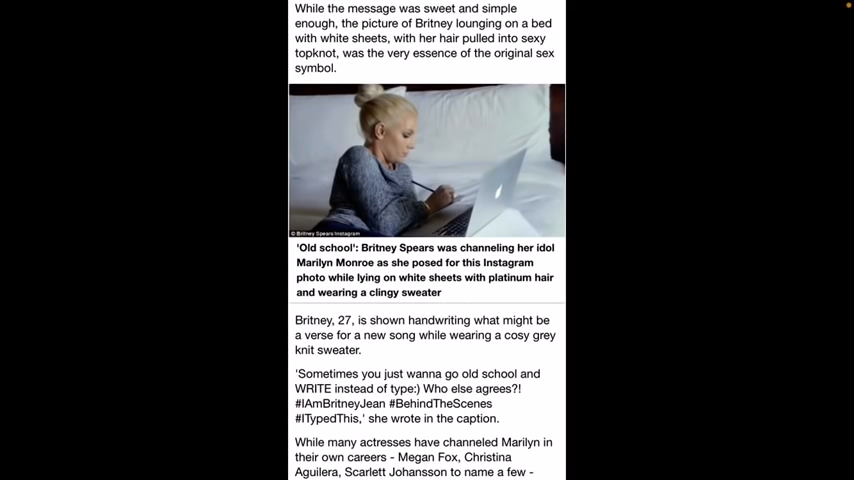 While the message was sweet and simple
enough, the picture of Britney lounging on a bed
with white sheets, with her hair pulled into sexy
topknot, was the very essence of the original sex
symbol.
© Britney Spears Instagram
'Old school': Britney Spears was channeling her idol
Marilyn Monroe as she posed for this Instagram
photo while lying on white sheets with platinum hair
and wearing a clingy sweater
Britney, 27, is shown handwriting what might be
a verse for a new song while wearing a cosy grey
knit sweater.
'Sometimes you just wanna go old school and
WRITE instead of type:) Who else agrees?!
#IAmBritneyJean #BehindTheScenes
#ITypedThis,' she wrote in the caption.
While many actresses have channeled Marilyn in
their own careers - Megan Fox, Christina
Aguilera, Scarlett Johansson to name a few -